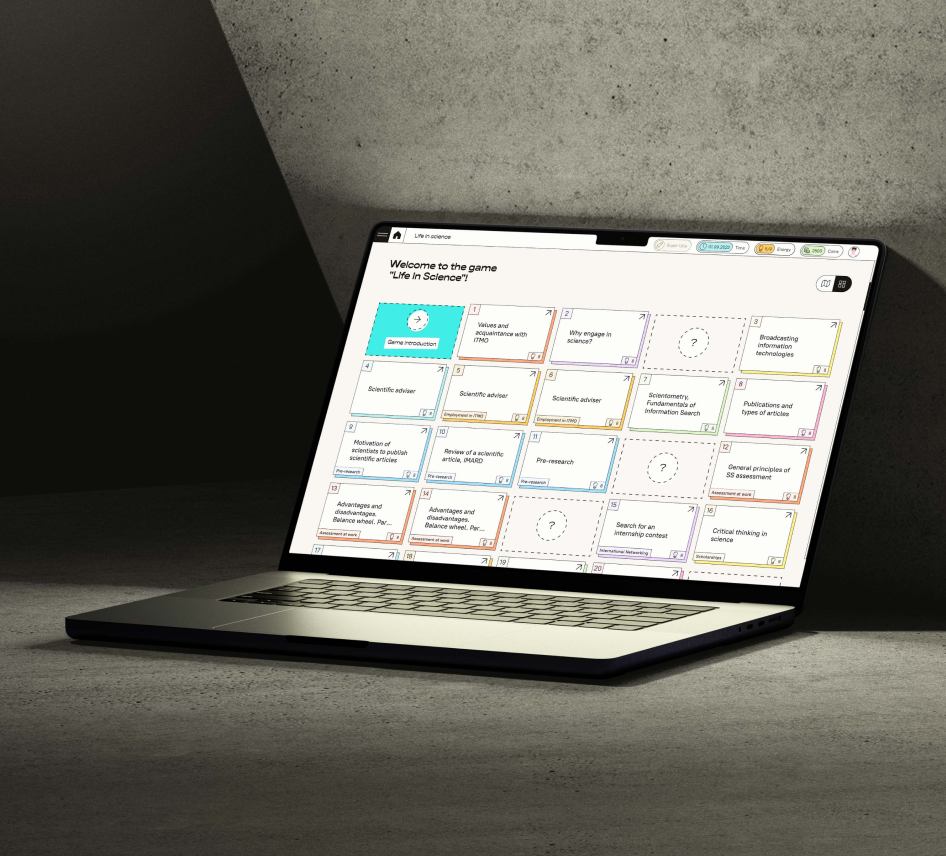 Life in science
Super Use
01.09.2023
Time
5/5
Energy
2500
Coins
Welcome to the game
"Life In Science"!
Game introduction
1
Values and
acquaintance with
ITMO
2
Why engage in
science?
?
3
Broadcasting
information
technologies
4
Scientific adviser
5
Scientific adviser
Employment in ITMO
6
Scientific adviser
Employment in ITMO
7
Scientometry,
Fundamentals of
Information Search
8
Publications and
types of articles
9
Motivation of
scientists to publish
scientific articles
Pre-research
10
Review of a scientific
article, IMARD
Pre-research
11
Pre-research
Pre-research
?
12
General principles of
SS assessment
Assessment at work
13
Advantages and
disadvantages.
Balance wheel. Par...
Assessment at work
14
Advantages and
disadvantages.
Balance wheel. Par...
Assessment at work
?
15
Search for an
internship contest
International Networking
16
Critical thinking in
science
Scholarships
17
18
19
20